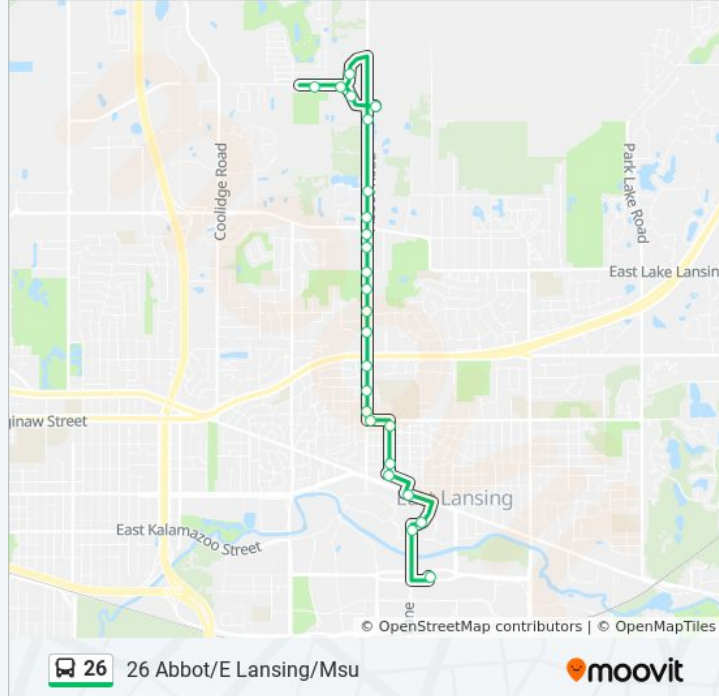 Coolidge Road
Park Lake Road
East Lake Lansin
ginaw Street
Lansing
East Kalamazoo Street
© OpenStreetMap contributors | © OpenMapTiles
26
26 Abbot/E Lansing/Msu
moovit